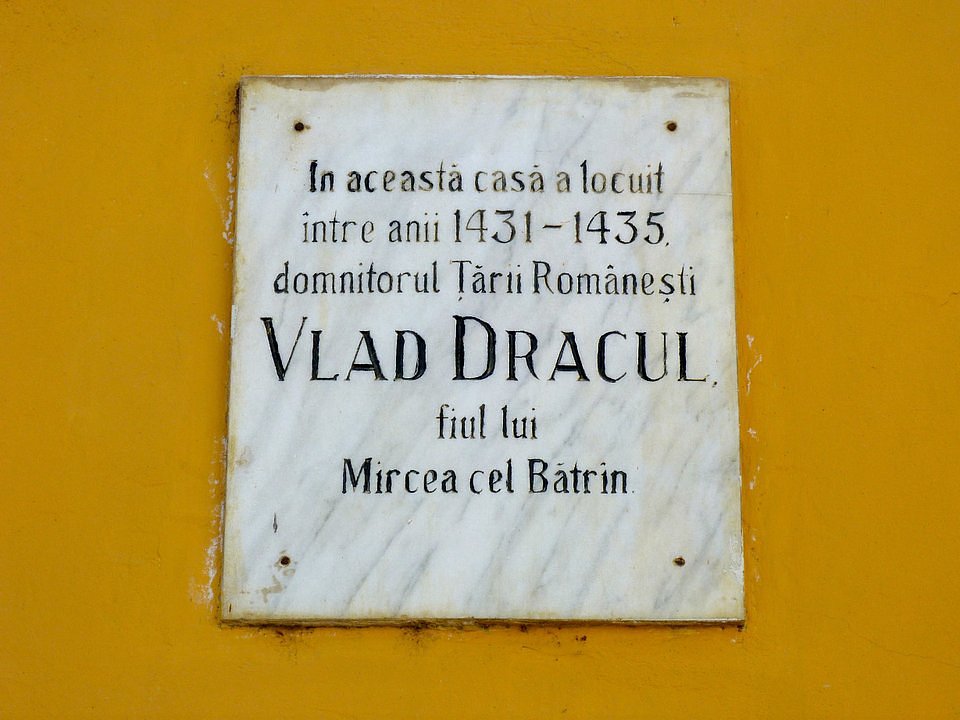 In această casă a locuit
între anii 1431-1435,
domnitorul Țării Românești
VLAD DRACUL,
fiul lui
Mircea cel Bătrîn.